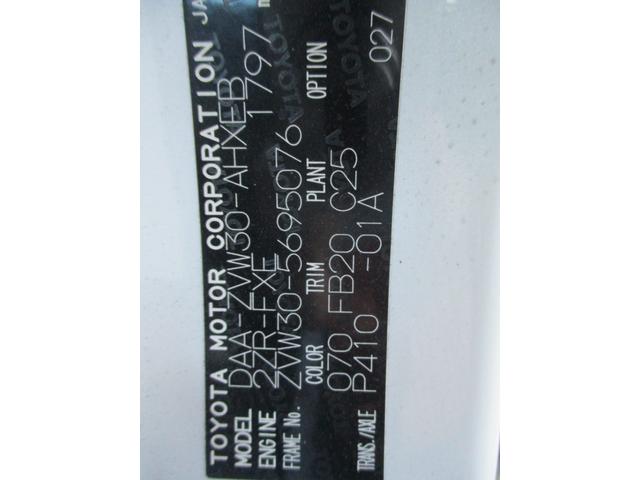 TOYOTA MOTOR CORPORATION JA
MODEL DAA-ZVW30-AHXEB
ENGINE 2ZR-FXE 1797
FRAME No. ZVW30-5695076
COLOR TRIM PLANT OPTION
070 FB20 C25 027
TRANS./AXLE P410 -01A